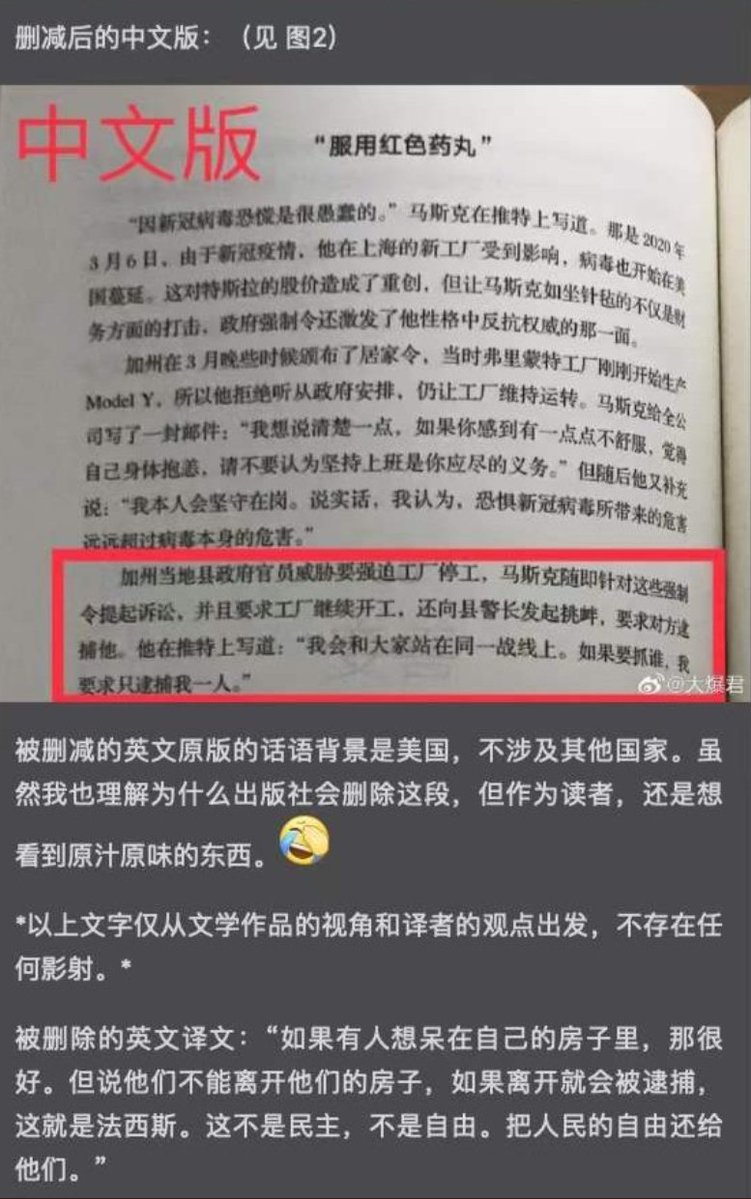 删减后的中文版：（见 图2）
中文版
“服用红色药丸”
“因新冠病毒恐慌是很愚蠢的。”马斯克在推特上写道。那是2020年
3月6日，由于新冠疫情，他在上海的新工厂受到影响，病毒也开始在美
国蔓延。这对特斯拉的股价造成了重创，但让马斯克如坐针毡的不仅是财
务方面的打击，政府强制令还激发了他性格中反抗权威的那一面。
加州在3月晚些时候颁布了居家令，当时弗里蒙特工厂刚刚开始生产
Model Y，所以他拒绝听从政府安排，仍让工厂维持运转。马斯克给全公
司写了一封邮件：“我想说清楚一点，如果你感到有一点点不舒服，觉得
自己身体抱恙，请不要认为坚持上班是你应尽的义务。”但随后他又补充
说：“我本人会坚守在岗。说实话，我认为，恐惧新冠病毒所带来的危害
远远超过病毒本身的危害。”
加州当地县政府官员威胁要强迫工厂停工，马斯克随即针对这些强制
令提起诉讼，并且要求工厂继续开工，还向县警长发起挑衅，要求对方逮
捕他。他在推特上写道：“我会和大家站在同一战线上。如果要抓谁，我
要求只逮捕我一人。”
@大爆君
被删减的英文原版的话语背景是美国，不涉及其他国家。虽
然我也理解为什么出版社会删除这段，但作为读者，还是想
看到原汁原味的东西。
*以上文字仅从文学作品的视角和译者的观点出发，不存在任
何影射。*
被删除的英文译文：“如果有人想呆在自己的房子里，那很
好。但说他们不能离开他们的房子，如果离开就会被逮捕，
这就是法西斯。这不是民主，不是自由。把人民的自由还给
他们。”